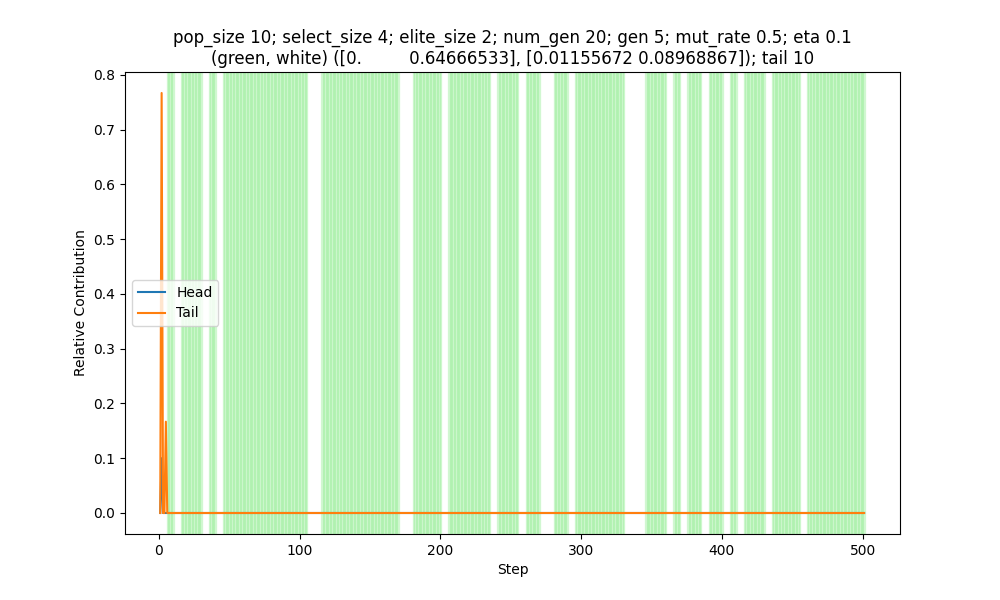 pop_size 10; select_size 4; elite_size 2; num_gen 20; gen 5; mut_rate 0.5; eta 0.1
(green, white) ([0.         0.64666533], [0.01155672 0.08968867]); tail 10
0.8
0.7
0.6
0.5
0.4
0.3
0.2
0.1
0.0
Relative Contribution
Head
Tail
0 100 200 300 400 500
Step